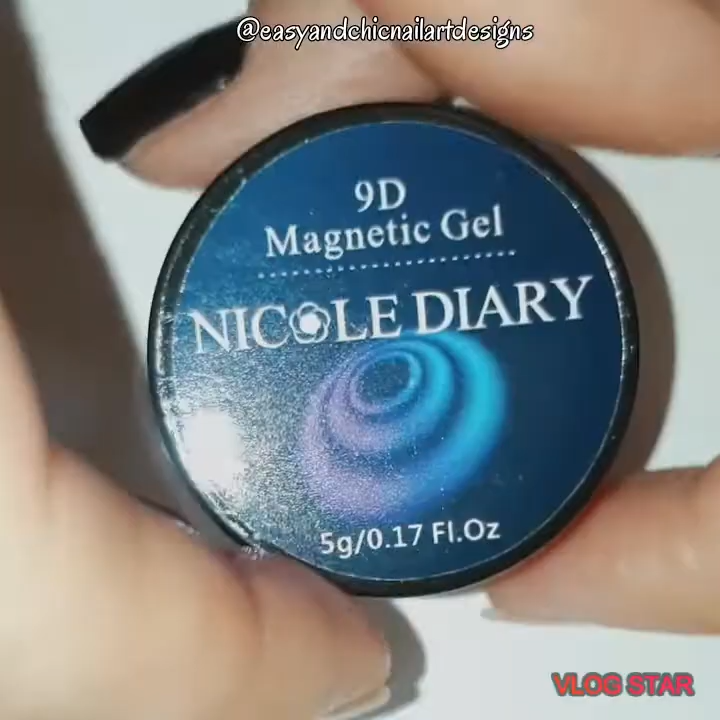 @easyandchicnailartdesigns
9D
Magnetic Gel
NICOLE DIARY
5g/0.17 Fl.Oz
VLOG STAR